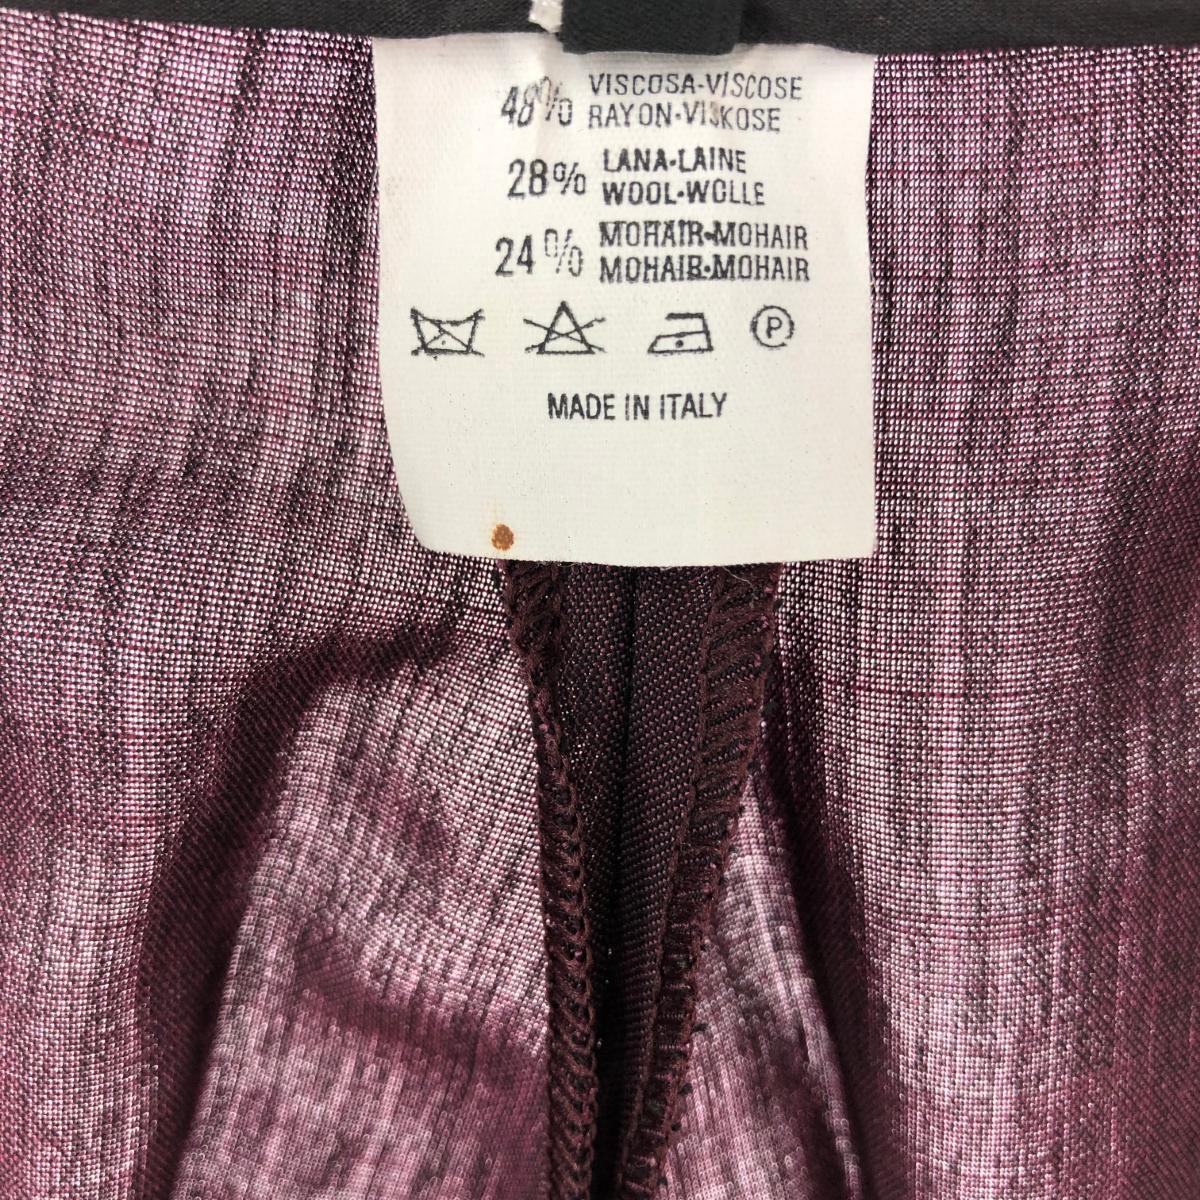 48% VISCOSA-VISCOSE
RAYON-VISKOSE
28% LANA-LAINE
WOOL-WOLLE
24% MOHAIR-MOHAIR
MOHAIR-MOHAIR
P
MADE IN ITALY